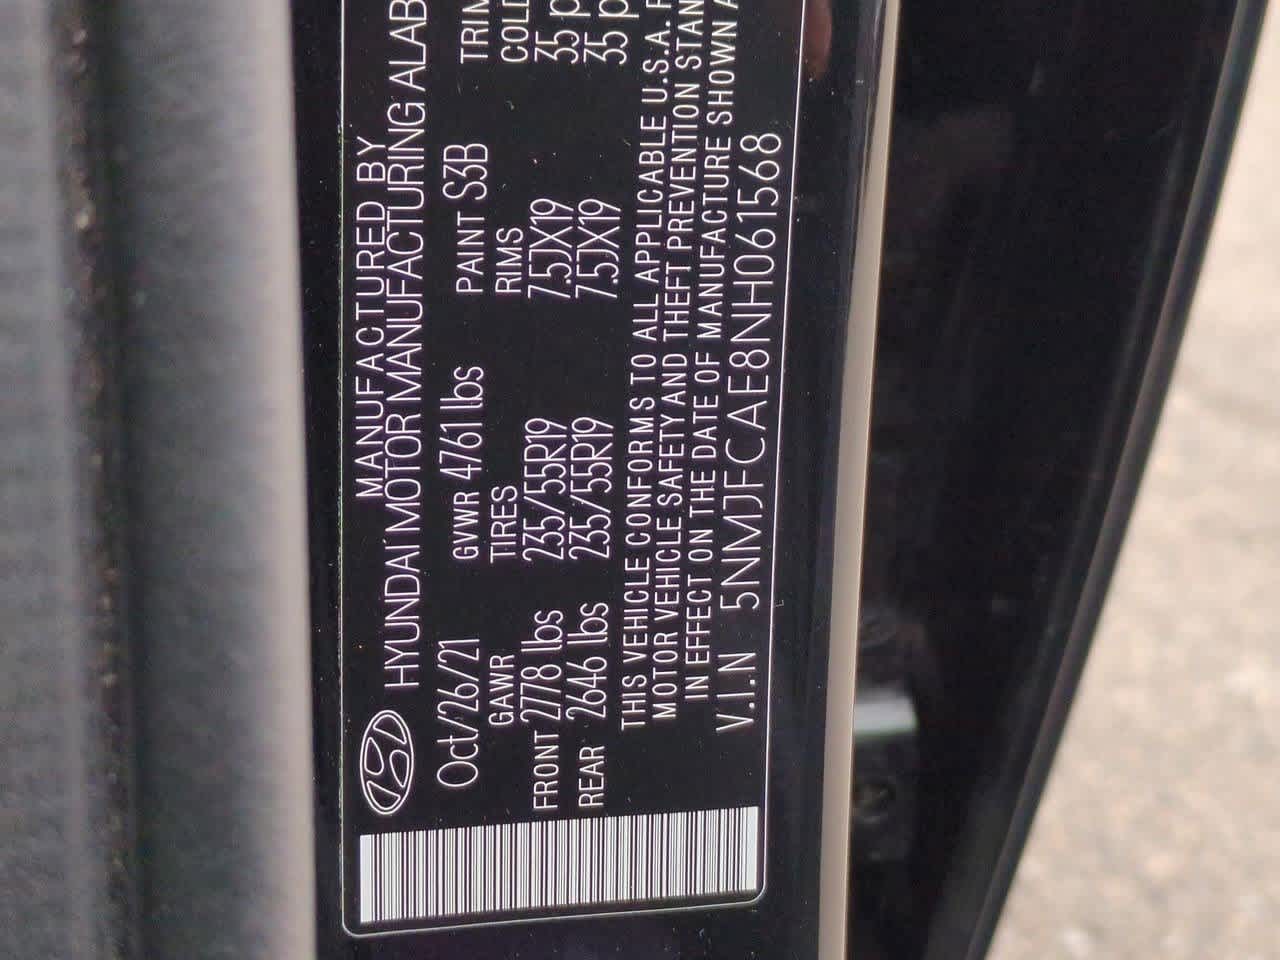 MANUFACTURED BY
HYUNDAI MOTOR MANUFACTURING ALAB
Oct/26/21 GVWR 4761 lbs PAINT S3B TRIM
GAWR TIRES RIMS COLD
FRONT 2778 lbs 235/55R19 7.5JX19 35 p
REAR 2646 lbs 235/55R19 7.5JX19 35 p
THIS VEHICLE CONFORMS TO ALL APPLICABLE U.S.A. F
MOTOR VEHICLE SAFETY AND THEFT PREVENTION STAN
IN EFFECT ON THE DATE OF MANUFACTURE SHOWN A
V.I.N 5NMJFCAE8NH061568